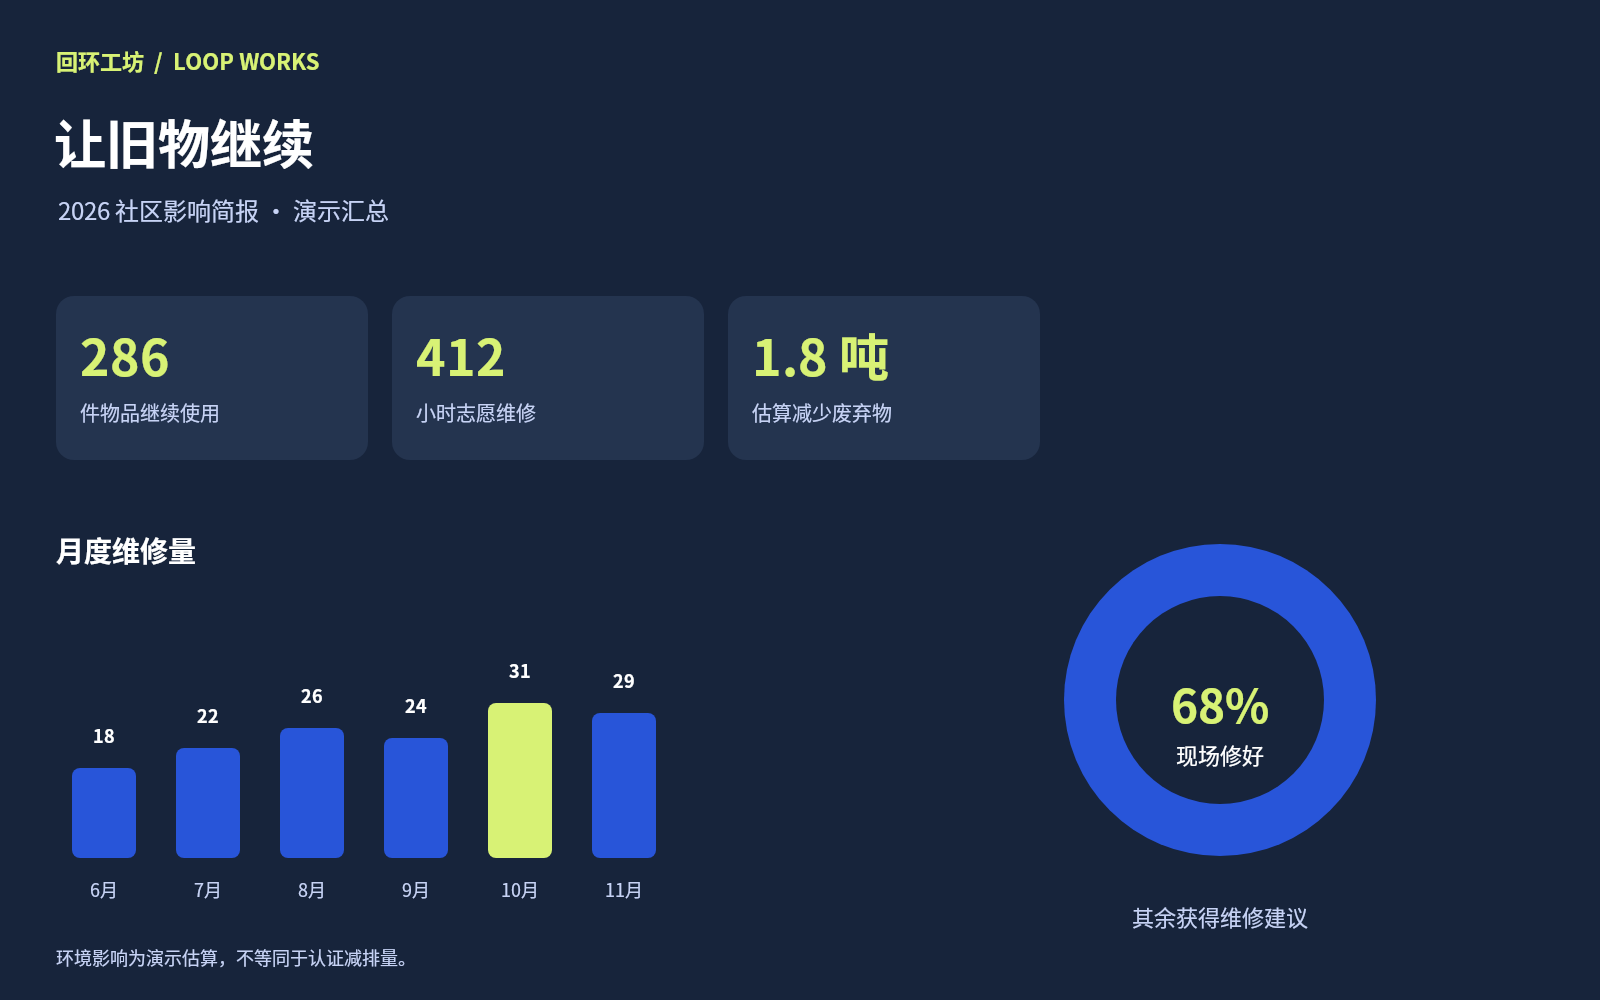 回环工坊 / LOOP WORKS
让旧物继续
2026 社区影响简报 · 演示汇总
286
件物品继续使用
412
小时志愿维修
1.8 吨
估算减少废弃物
月度维修量
18
22
26
24
31
29
6月
7月
8月
9月
10月
11月
68%
现场修好
其余获得维修建议
环境影响为演示估算，不等同于认证减排量。